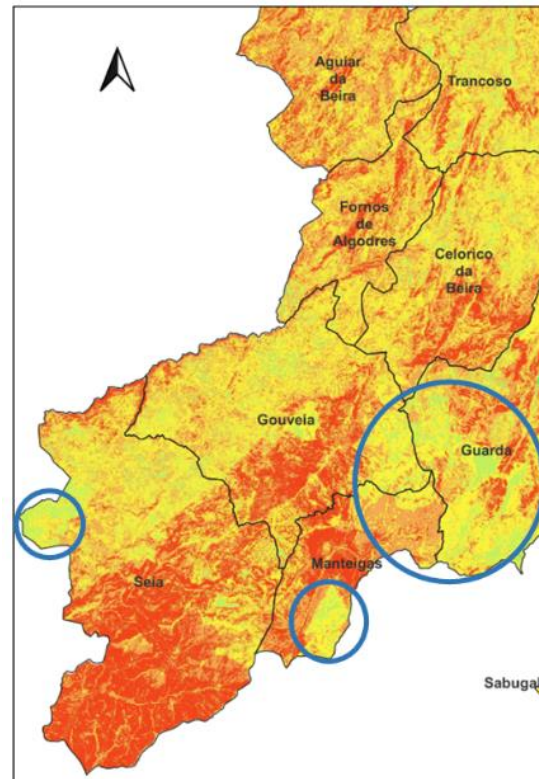 Aguiar
da
Beira
Trancoso
Fornos
de
Algodres
Celorico
da
Beira
Gouveia
Guarda
Manteigas
Seia
Sabugal